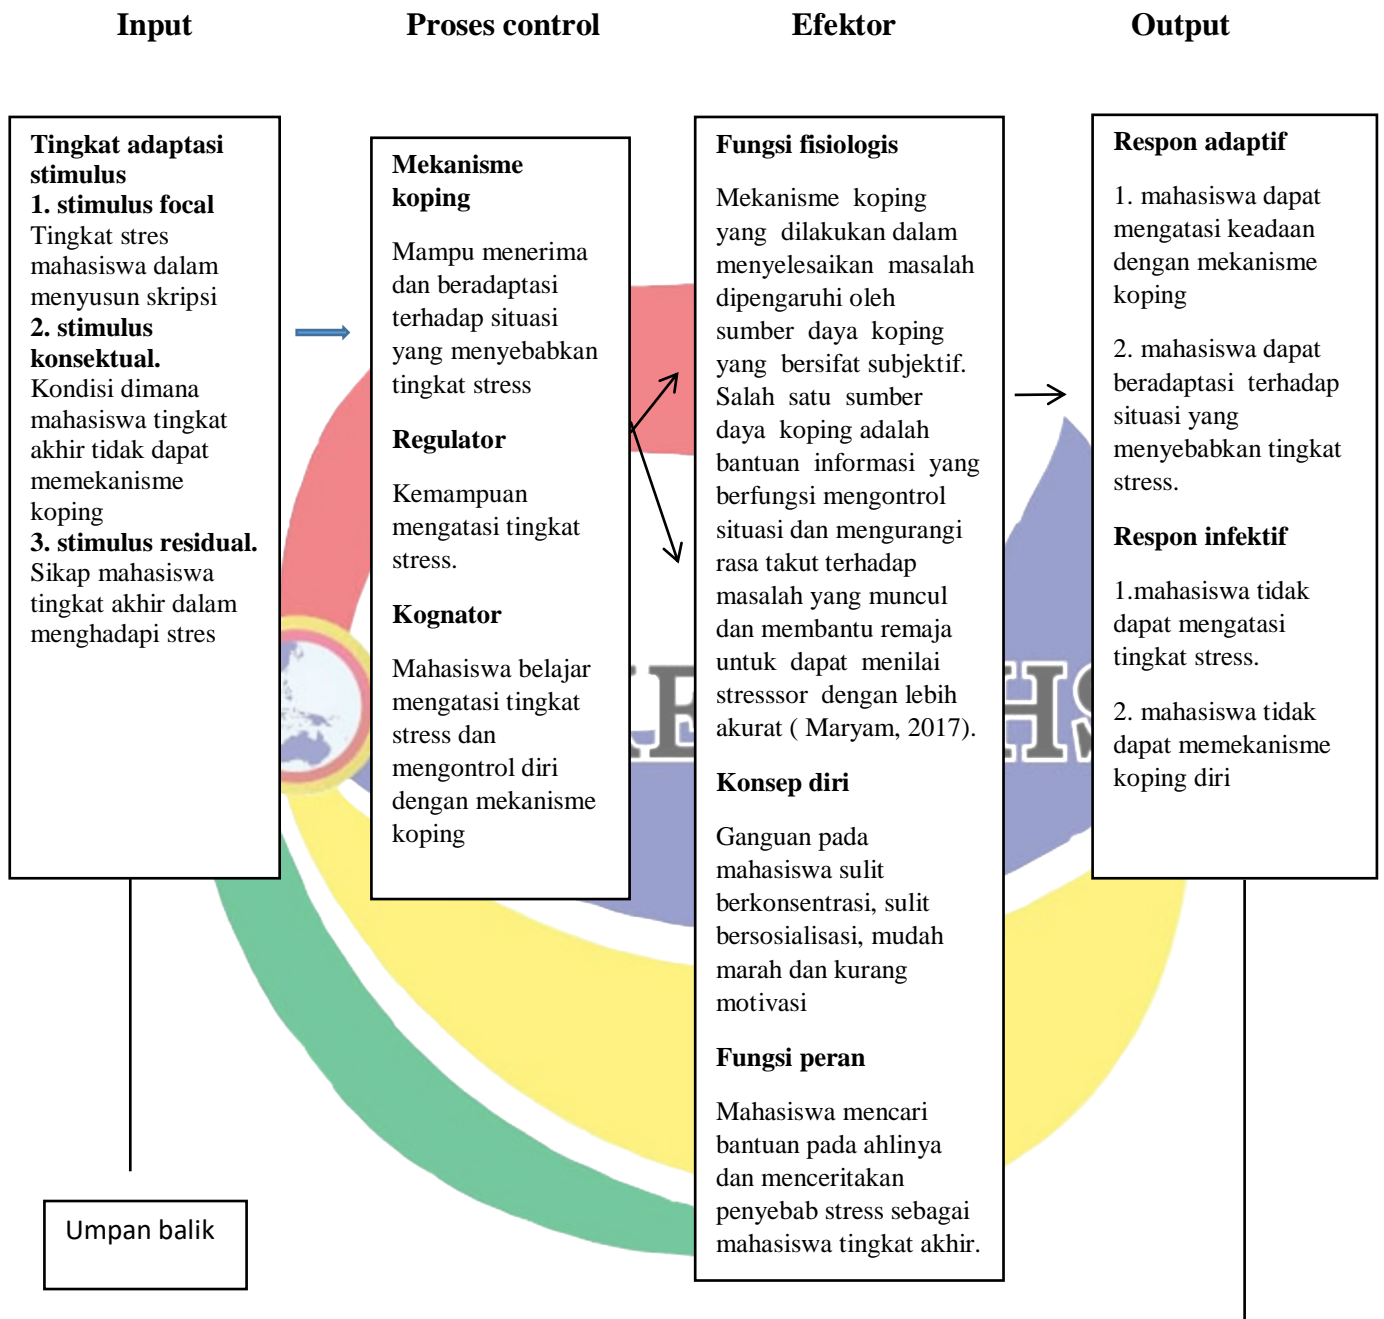 Input
Proses control
Efektor
Output
Tingkat adaptasi
stimulus
1. stimulus focal
Tingkat stres
mahasiswa dalam
menyusun skripsi
2. stimulus
konsektual.
Kondisi dimana
mahasiswa tingkat
akhir tidak dapat
memekanisme
koping
3. stimulus residual.
Sikap mahasiswa
tingkat akhir dalam
menghadapi stres
Mekanisme
koping
Mampu menerima
dan beradaptasi
terhadap situasi
yang menyebabkan
tingkat stress
Regulator
Kemampuan
mengatasi tingkat
stress.
Kognator
Mahasiswa belajar
mengatasi tingkat
stress dan
mengontrol diri
dengan mekanisme
koping
Fungsi fisiologis
Mekanisme koping
yang dilakukan dalam
menyelesaikan masalah
dipengaruhi oleh
sumber daya koping
yang bersifat subjektif.
Salah satu sumber
daya koping adalah
bantuan informasi yang
berfungsi mengontrol
situasi dan mengurangi
rasa takut terhadap
masalah yang muncul
dan membantu remaja
untuk dapat menilai
stresssor dengan lebih
akurat ( Maryam, 2017).
Konsep diri
Ganguan pada
mahasiswa sulit
berkonsentrasi, sulit
bersosialisasi, mudah
marah dan kurang
motivasi
Fungsi peran
Mahasiswa mencari
bantuan pada ahlinya
dan menceritakan
penyebab stress sebagai
mahasiswa tingkat akhir.
Respon adaptif
1. mahasiswa dapat
mengatasi keadaan
dengan mekanisme
koping
2. mahasiswa dapat
beradaptasi terhadap
situasi yang
menyebabkan tingkat
stress.
Respon infektif
1.mahasiswa tidak
dapat mengatasi
tingkat stress.
2. mahasiswa tidak
dapat memekanisme
koping diri
Umpan balik